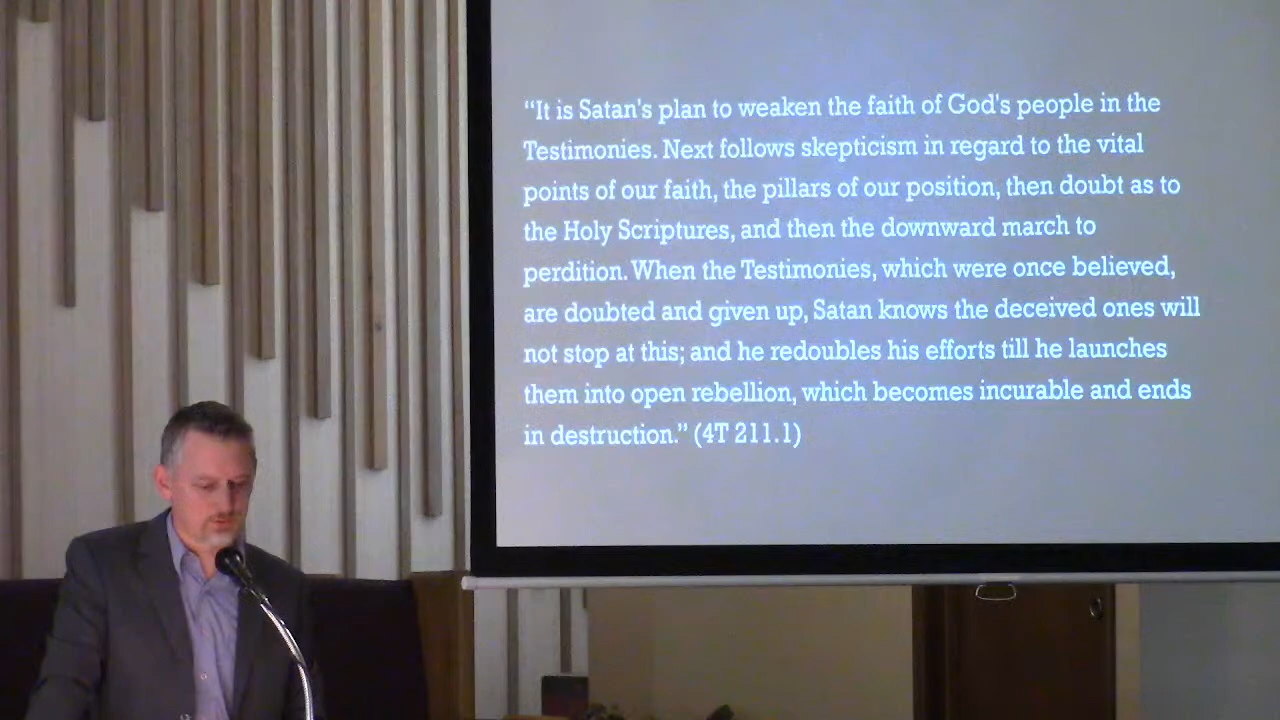 “It is Satan's plan to weaken the faith of God's people in the
Testimonies. Next follows skepticism in regard to the vital
points of our faith, the pillars of our position, then doubt as to
the Holy Scriptures, and then the downward march to
perdition. When the Testimonies, which were once believed,
are doubted and given up, Satan knows the deceived ones will
not stop at this; and he redoubles his efforts till he launches
them into open rebellion, which becomes incurable and ends
in destruction.” (4T 211.1)